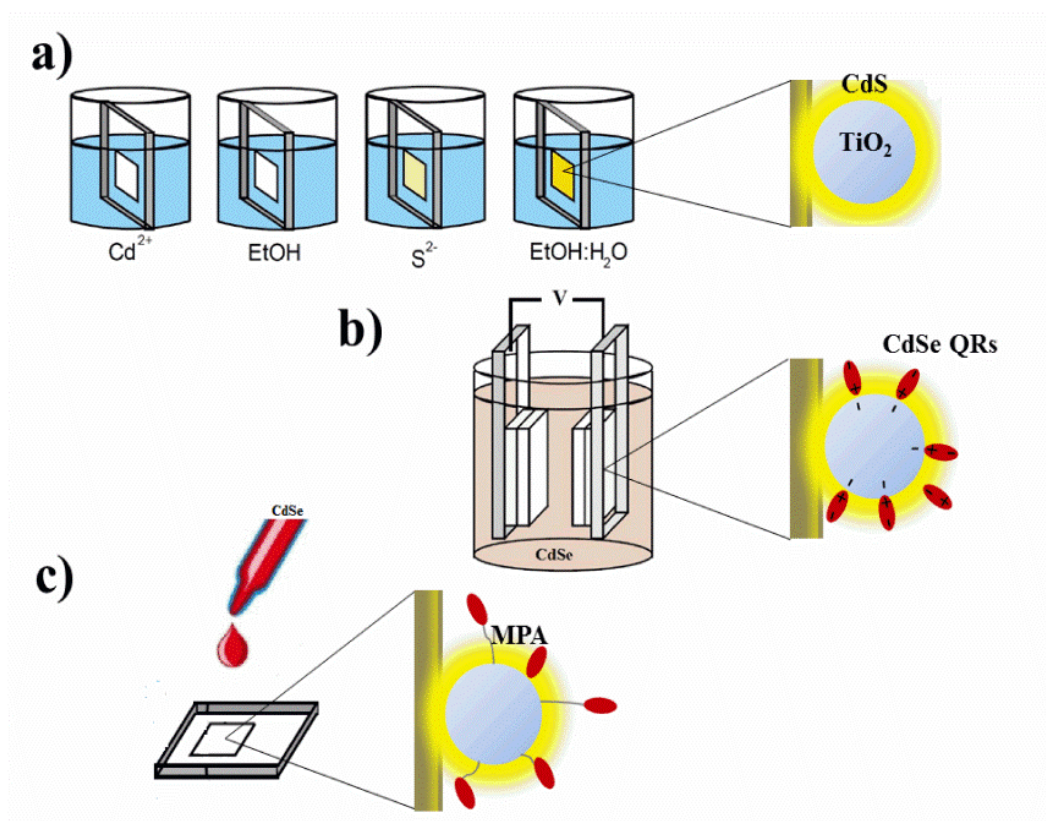 a)
Cd²⁺
EtOH
S²⁻
EtOH:H₂O
CdS
TiO₂
b)
V
CdSe
CdSe QRs
c)
CdSe
MPA